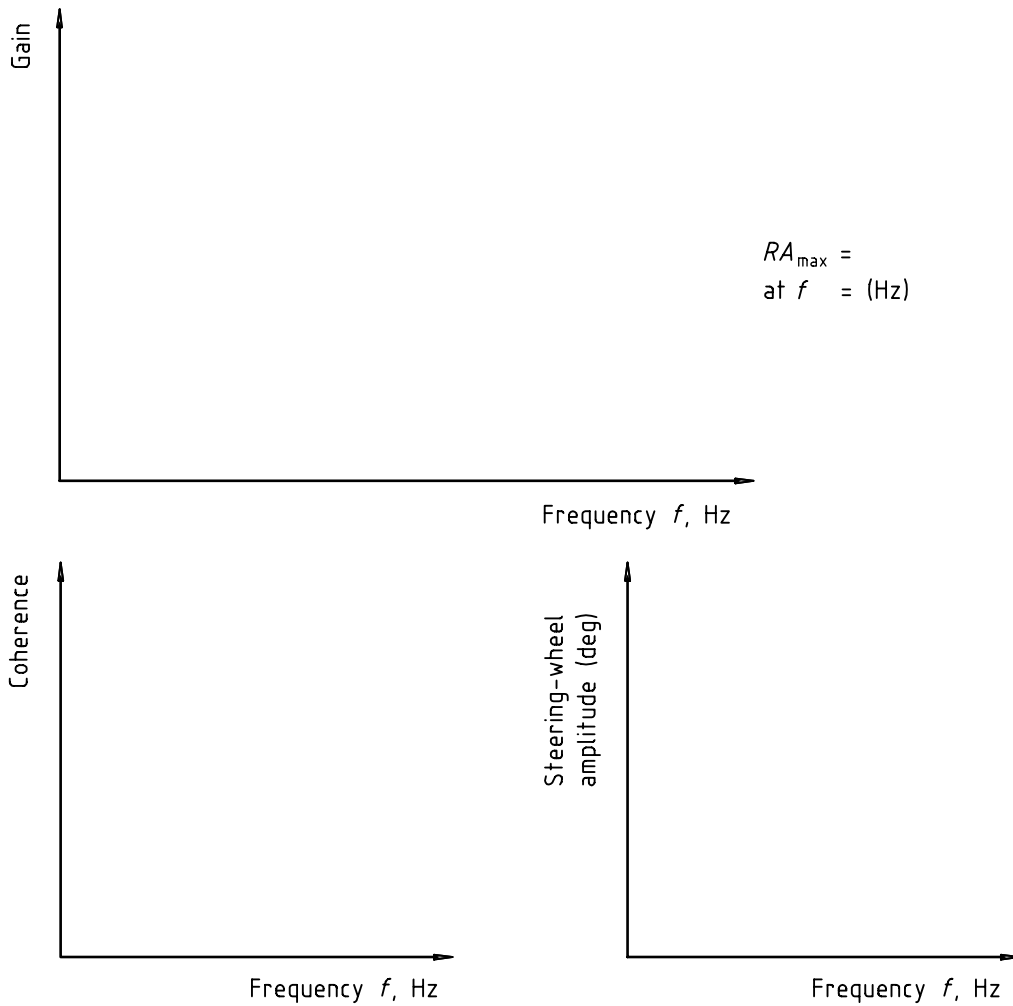 Gain
RAmax =
at f = (Hz)
Frequency f, Hz
Coherence
Frequency f, Hz
Steering-wheel
amplitude (deg)
Frequency f, Hz